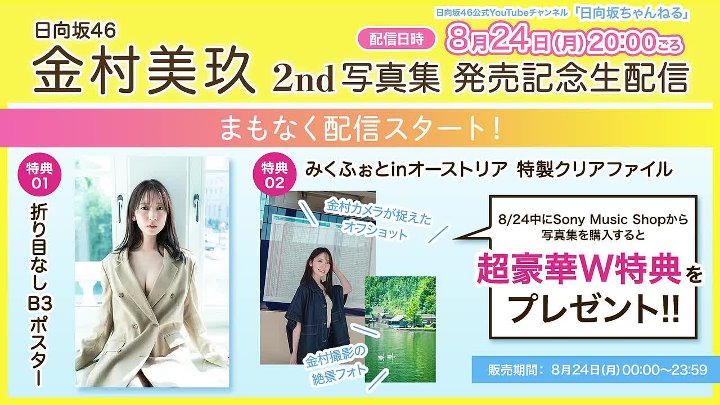 日向坂46公式YouTubeチャンネル「日向坂ちゃんねる」
日向坂46
配信日時 8月24日(月)20:00ごろ
金村美玖 2nd写真集 発売記念生配信
まもなく配信スタート！
特典01
折り目なしB3ポスター
特典02
みくふぉとinオーストリア 特製クリアファイル
金村カメラが捉えた
オフショット
金村撮影の
絶景フォト
8/24中にSony Music Shopから
写真集を購入すると
超豪華W特典を
プレゼント!!
販売期間： 8月24日(月)00:00〜23:59